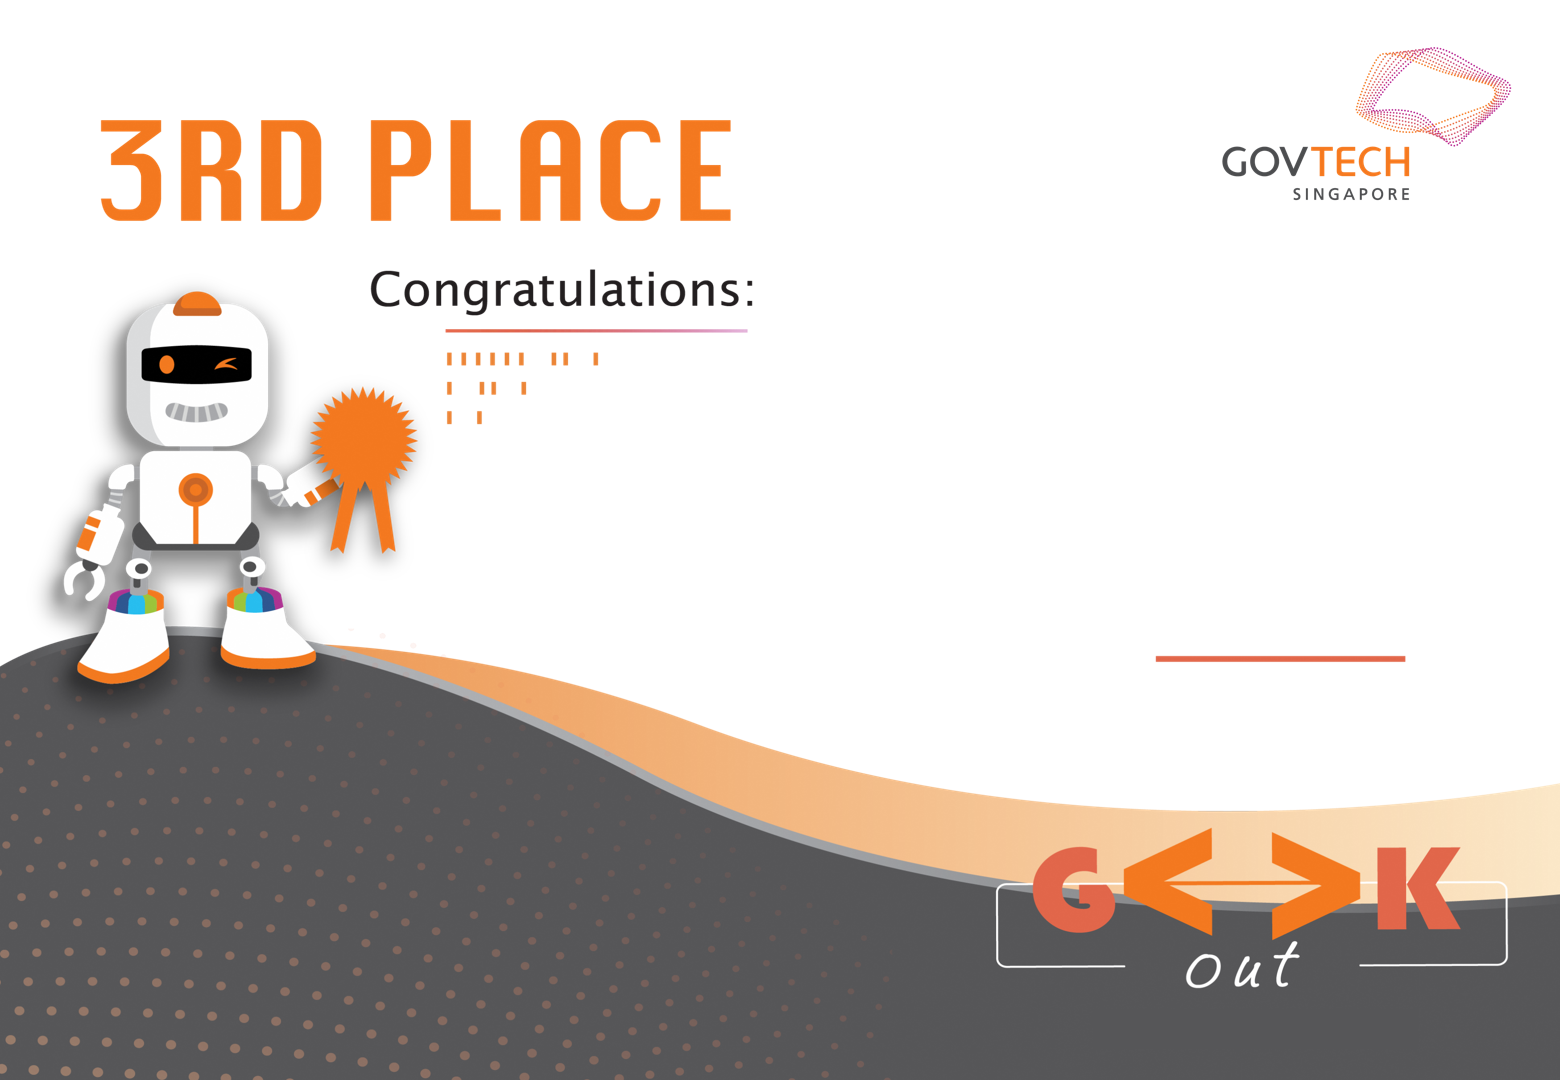 3RD PLACE
GOVTECH
SINGAPORE
Congratulations:
G<>K
out